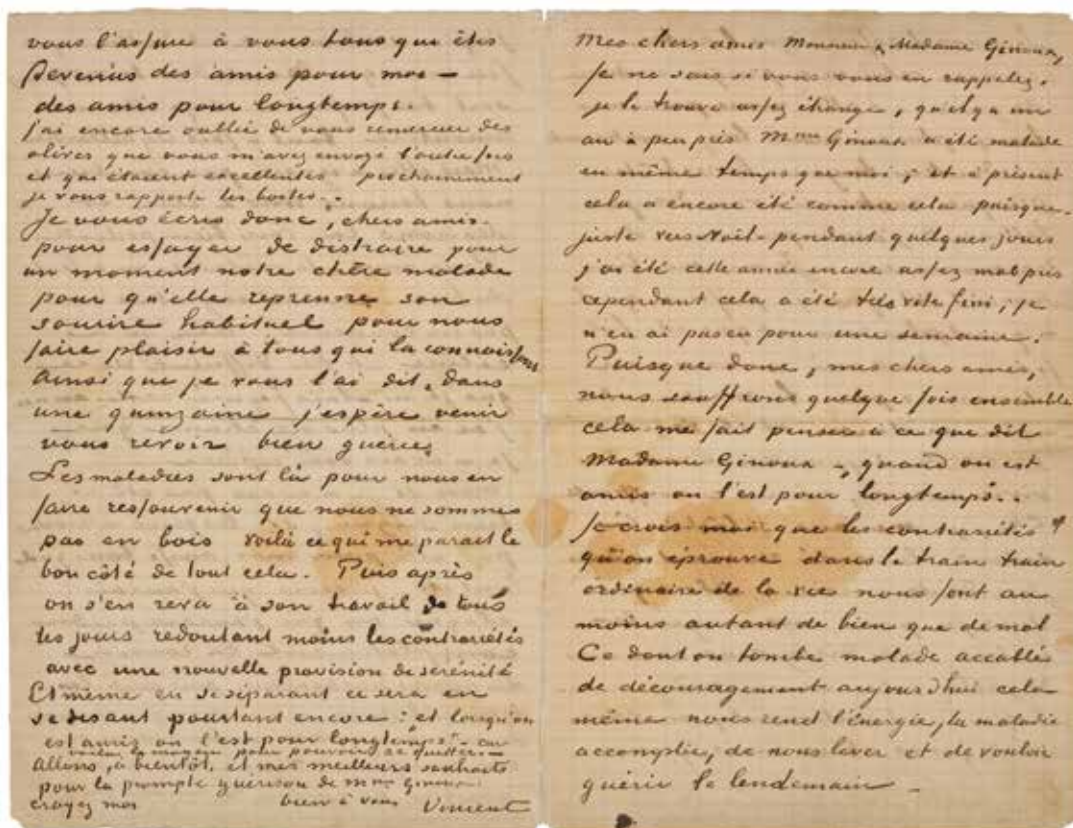 vous l'assure à vous tous que êtes
Devenus des amis pour moi –
des amis pour longtemps.
j'ai encore oublié de vous remercier des
olives que vous m'avez envoyé l'autre fois
et qui étaient excellentes prochainement
je vous rapporte les boites..
Je vous écris donc, chers amis.
pour essayer de distraire pour
un moment notre chère malade
pour qu'elle reprenne son
sourire habituel pour nous
faire plaisir à tous qui la connaissons
Ainsi que je vous l'ai dit, dans
une quinzaine j'espère venir
vous revoir bien guéries
Les maladies sont là pour nous en
faire ressouvenir que nous ne sommes
pas en bois voilà ce qui me parait le
bon côté de tout cela. Puis après
on s'en reva à son travail de tous
les jours redoutant moins les contrariétés
avec une nouvelle provision de serénité
Et même en se séparant ce sera en
se disant pourtant encore: "et lorsqu'on
est amis on l'est pour longtemps" – car
voila le moyen pour pouvoir se quitter –
Allons, à bientôt, et mes meilleurs souhaits
pour la prompte guérison de Mme Ginoux
croyez moi bien à vous Vincent
Mes chers amis Monsieur & Madame Ginoux,
Je ne sais si vous vous en rappelez.
je le trouve assez étrange, qu'el y a un
an à peu près Mme Ginoux a été malade
en même temps que moi; et à présent
cela a encore été comme cela puisque.
juste vers Noël – pendant quelques jours
j'ai été cette année encore assez mal pris
cependant cela a été très vite fini; je
n'en ai pas eu pour une semaine.
Puisque donc, mes chers amis,
nous souffrons quelque fois ensemble
cela me fait penser à ce que dit
Madame Ginoux –, quand on est
amis on l'est pour longtemps..
Je crois moi que les contrariétés
qu'on éprouve dans le train train
ordinaire de la vie nous font au
moins autant de bien que de mal
Ce dont on tombe malade accablé
de découragement aujourd'hui cela
même nous rend l'énergie, la maladie
accomplie, de nous lever et de vouloir
guérir le lendemain –